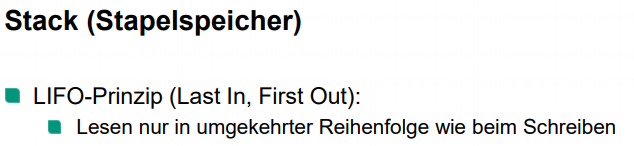 Stack (Stapelspeicher)
LIFO-Prinzip (Last In, First Out):
Lesen nur in umgekehrter Reihenfolge wie beim Schreiben